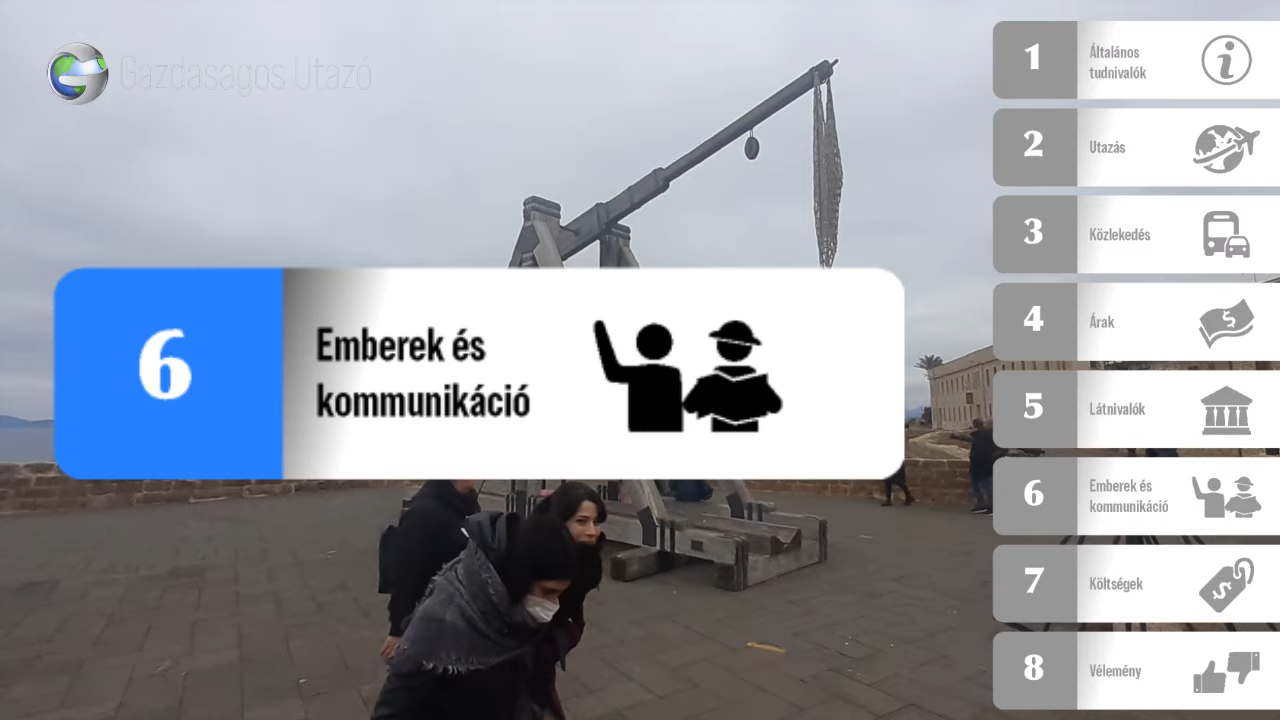 Gazdaságos Utazó
6
Emberek és
kommunikáció
1
Általános
tudnivalók
2
Utazás
3
Közlekedés
4
Árak
5
Látnivalók
6
Emberek és
kommunikáció
7
Költségek
8
Vélemény